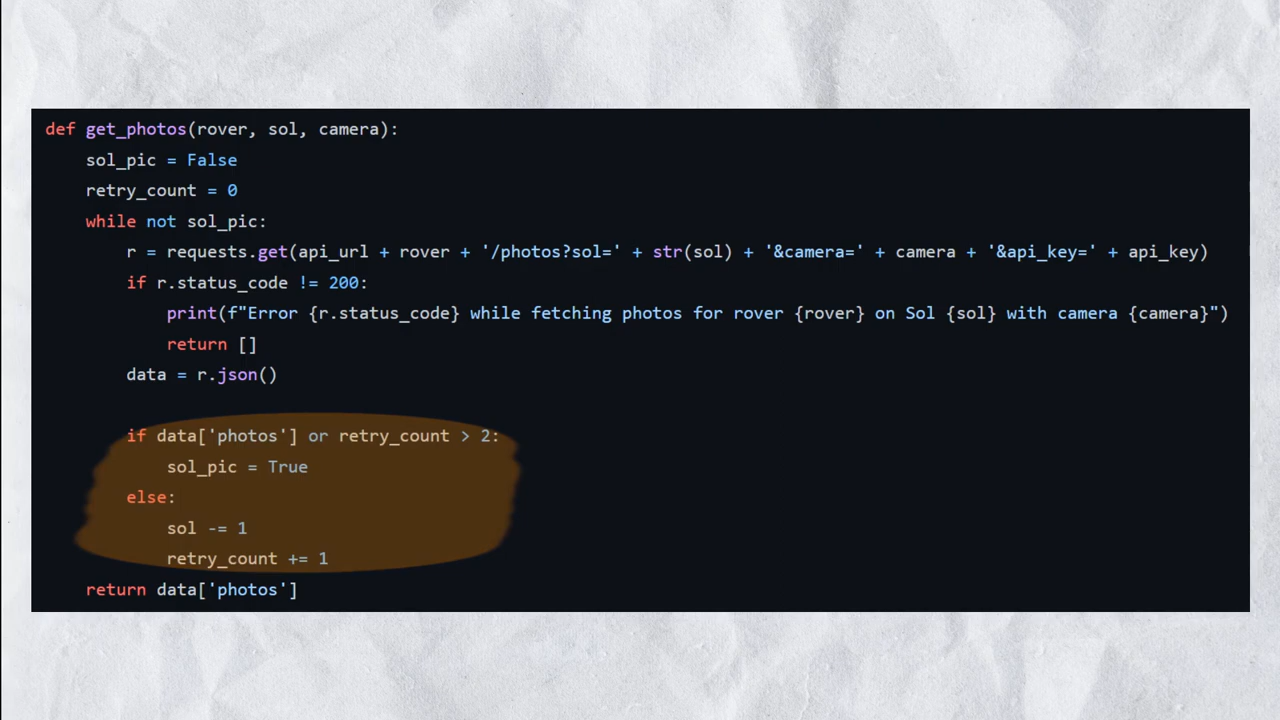 def get_photos(rover, sol, camera):
    sol_pic = False
    retry_count = 0
    while not sol_pic:
        r = requests.get(api_url + rover + '/photos?sol=' + str(sol) + '&camera=' + camera + '&api_key=' + api_key)
        if r.status_code != 200:
            print(f"Error {r.status_code} while fetching photos for rover {rover} on Sol {sol} with camera {camera}")
            return []
        data = r.json()

        if data['photos'] or retry_count > 2:
            sol_pic = True
        else:
            sol -= 1
            retry_count += 1
    return data['photos']